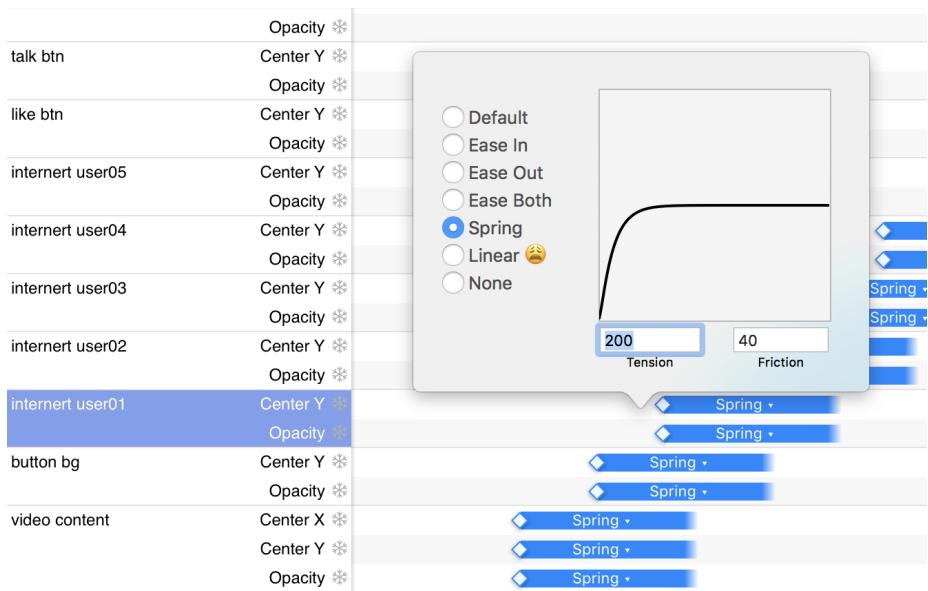 Opacity
talk btn Center Y
Opacity
like btn Center Y
Opacity
internert user05 Center Y
Opacity
internert user04 Center Y
Opacity
internert user03 Center Y
Opacity
internert user02 Center Y
Opacity
internert user01 Center Y
Opacity
button bg Center Y
Opacity
video content Center X
Center Y
Opacity
Default
Ease In
Ease Out
Ease Both
Spring
Linear 😩
None
200
Tension
40
Friction
Spring
Spring
Spring
Spring
Spring
Spring
Spring
Spring
Spring